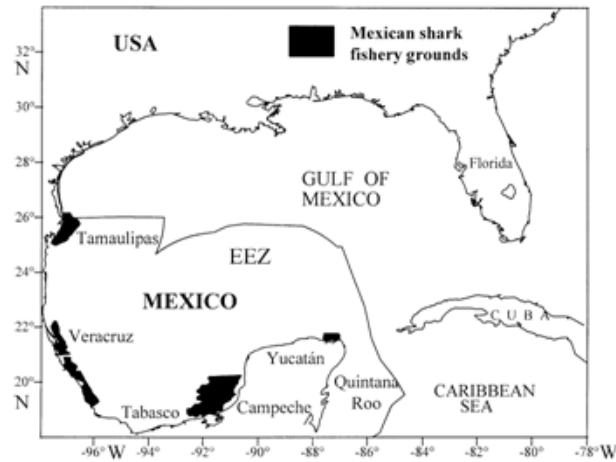 USA
Mexican shark
fishery grounds
32°
N
30°
28°
26°
24°
22°
20°
N
Florida
GULF OF
MEXICO
Tamaulipas
EEZ
MEXICO
Veracruz
CUBA
Yucatán
Quintana
Roo
Tabasco
Campeche
CARIBBEAN
SEA
-96° W
-94°
-92°
-90°
-88°
-86°
-84°
-82°
-80°
-78° W